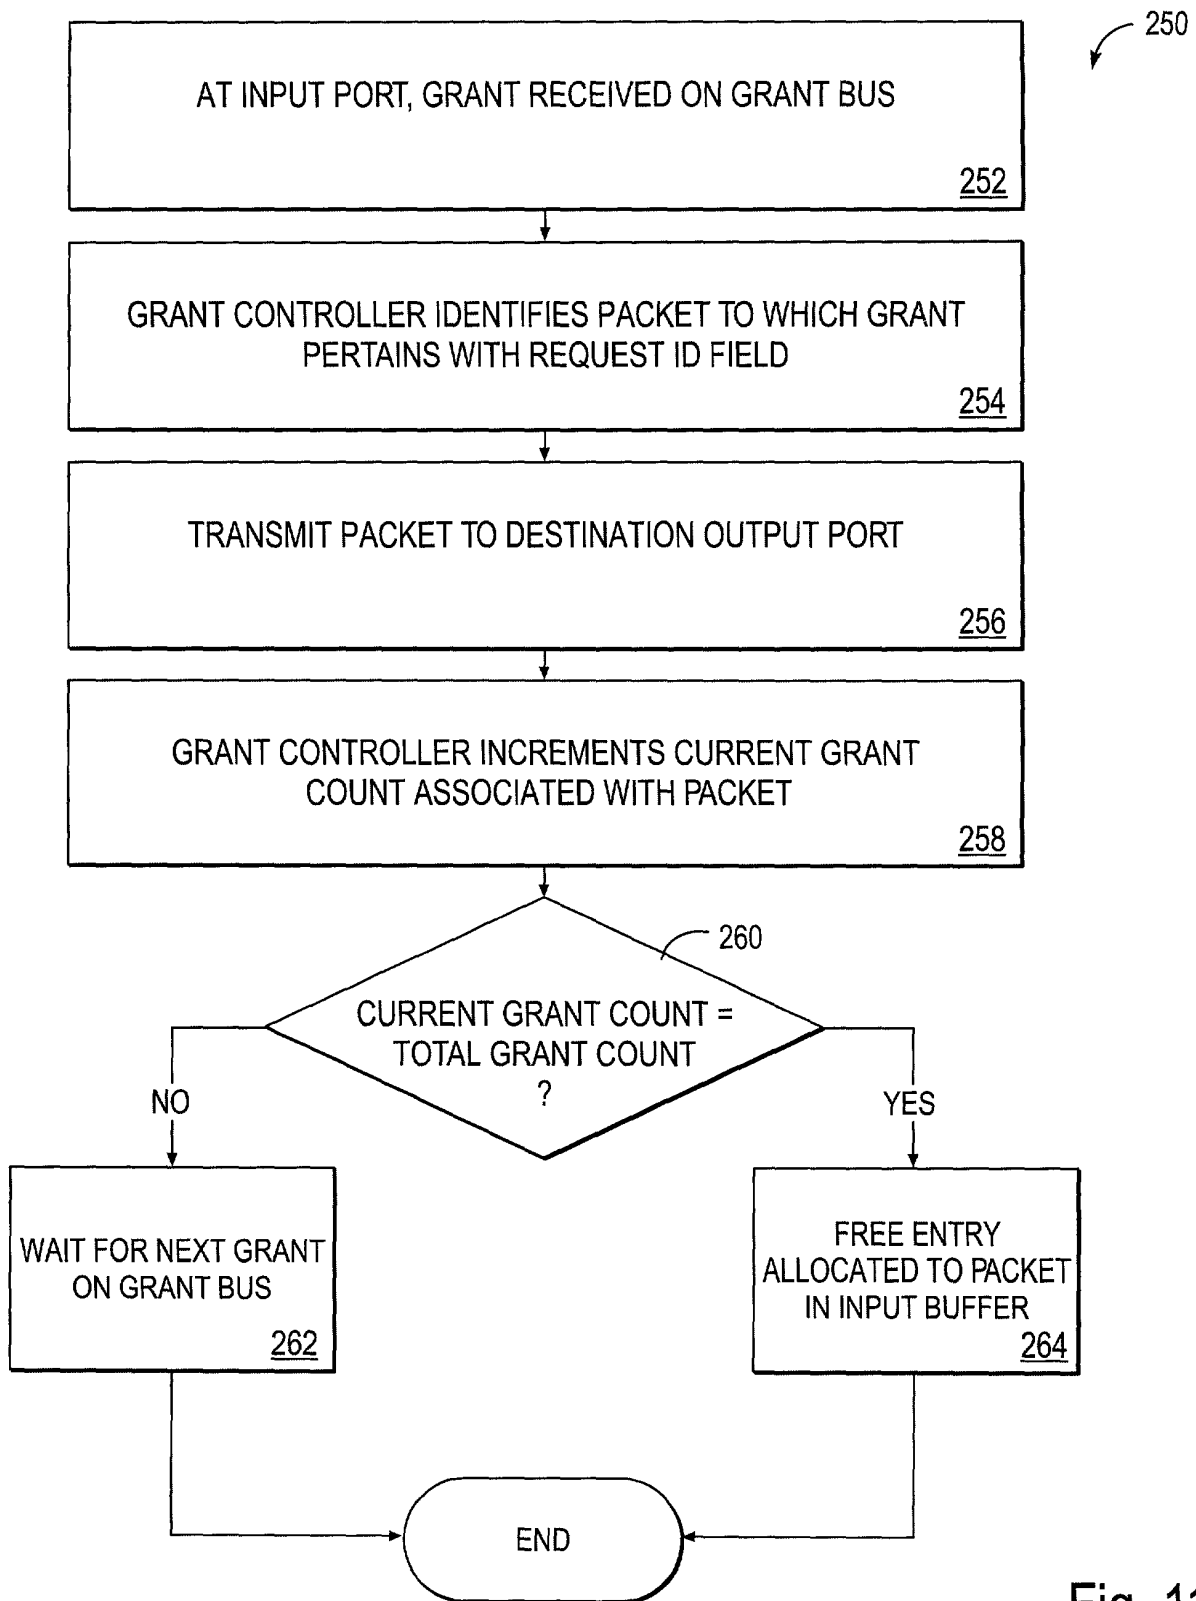 250
AT INPUT PORT, GRANT RECEIVED ON GRANT BUS
252
GRANT CONTROLLER IDENTIFIES PACKET TO WHICH GRANT
PERTAINS WITH REQUEST ID FIELD
254
TRANSMIT PACKET TO DESTINATION OUTPUT PORT
256
GRANT CONTROLLER INCREMENTS CURRENT GRANT
COUNT ASSOCIATED WITH PACKET
258
260
CURRENT GRANT COUNT =
TOTAL GRANT COUNT
?
NO
YES
WAIT FOR NEXT GRANT
ON GRANT BUS
262
FREE ENTRY
ALLOCATED TO PACKET
IN INPUT BUFFER
264
END
Fig.